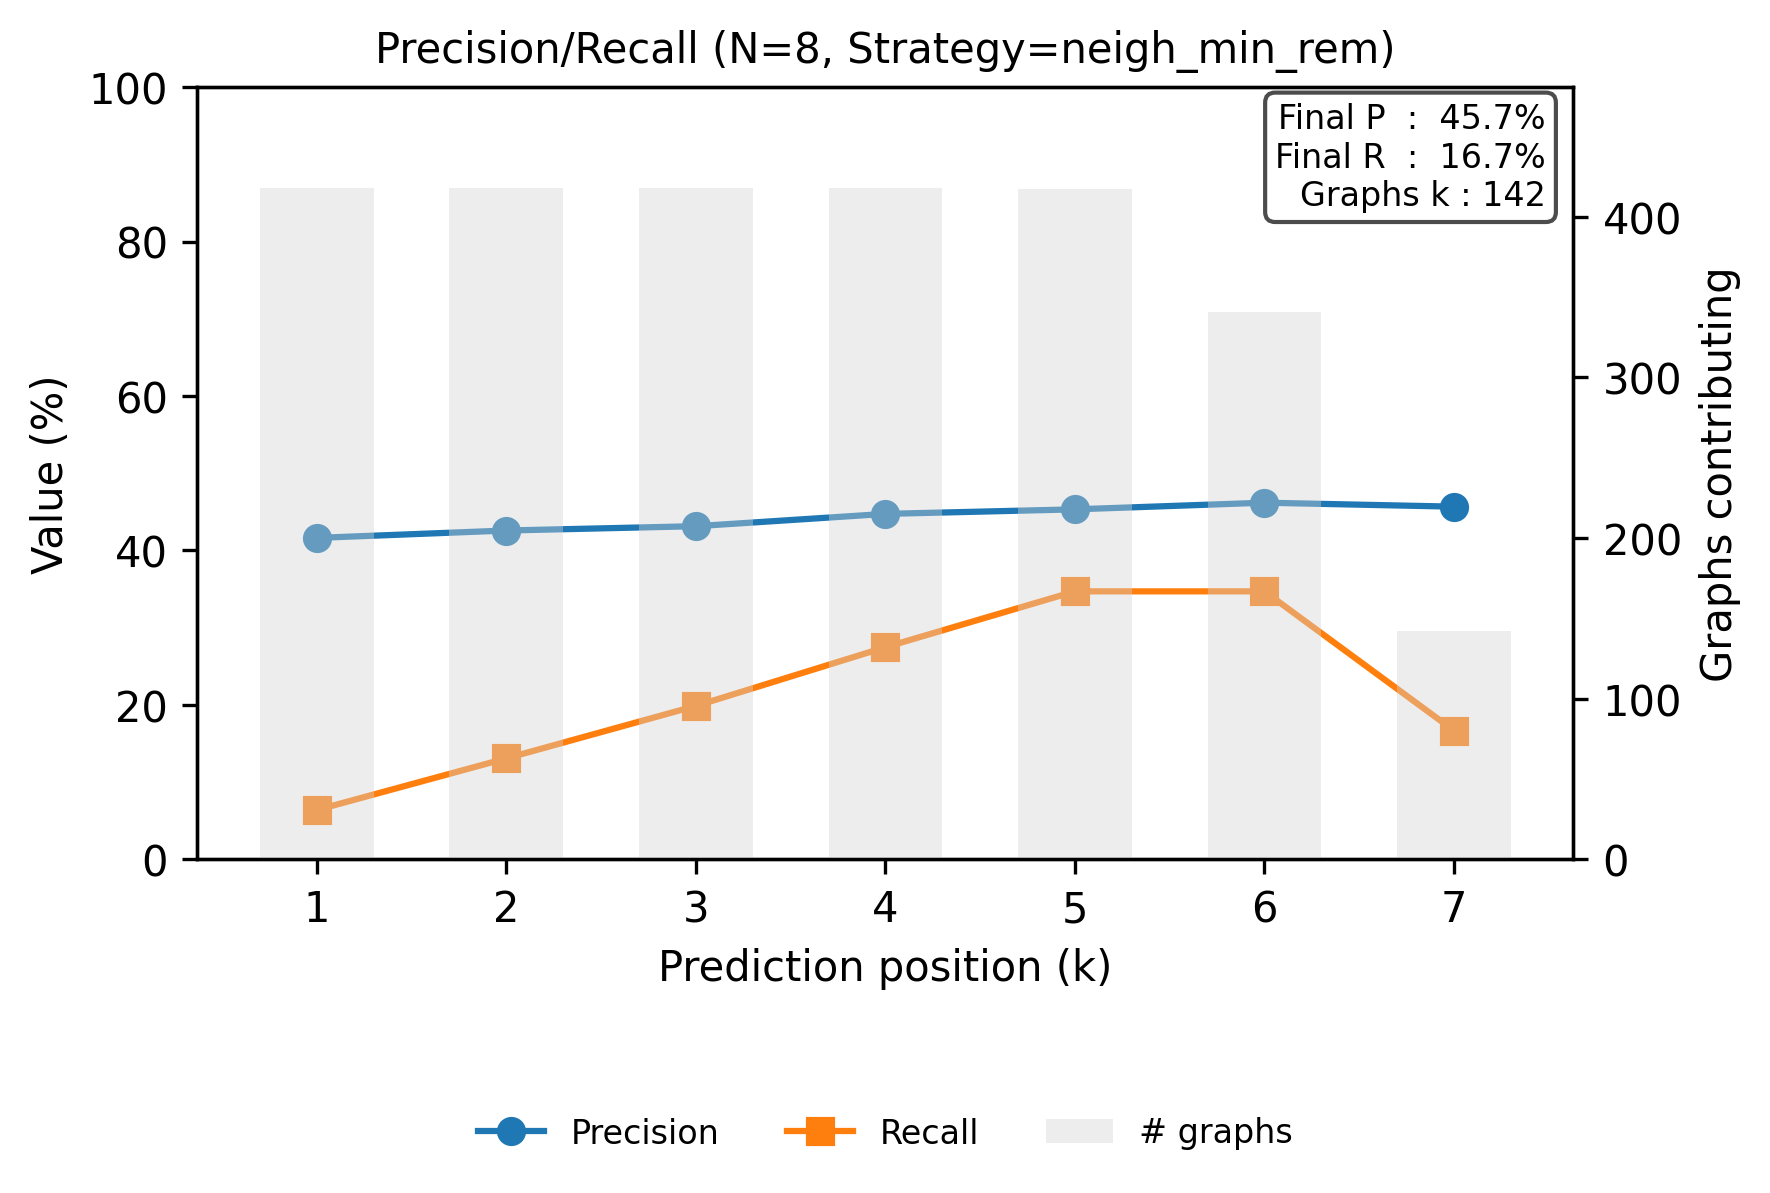 Precision/Recall (N=8, Strategy=neigh_min_rem)
Final P : 45.7%
Final R : 16.7%
Graphs k : 142
Value (%)
100
80
60
40
20
0
400
300
200
100
0
Graphs contributing
1 2 3 4 5 6 7
Prediction position (k)
Precision Recall # graphs